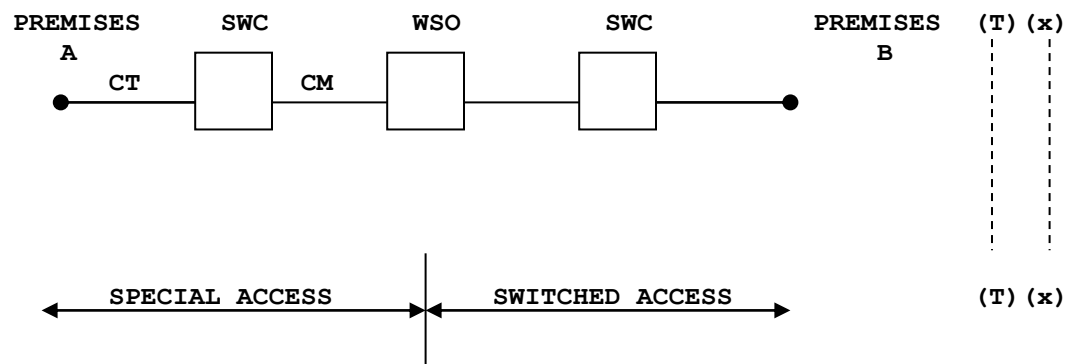 PREMISES SWC WSO SWC PREMISES (T) (x)
A B
CT CM
SPECIAL ACCESS SWITCHED ACCESS (T) (x)